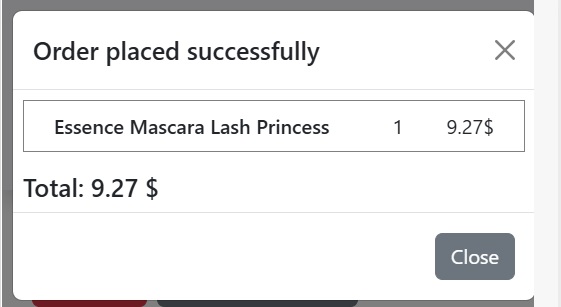 Order placed successfully
Essence Mascara Lash Princess 1 9.27$
Total: 9.27 $
Close